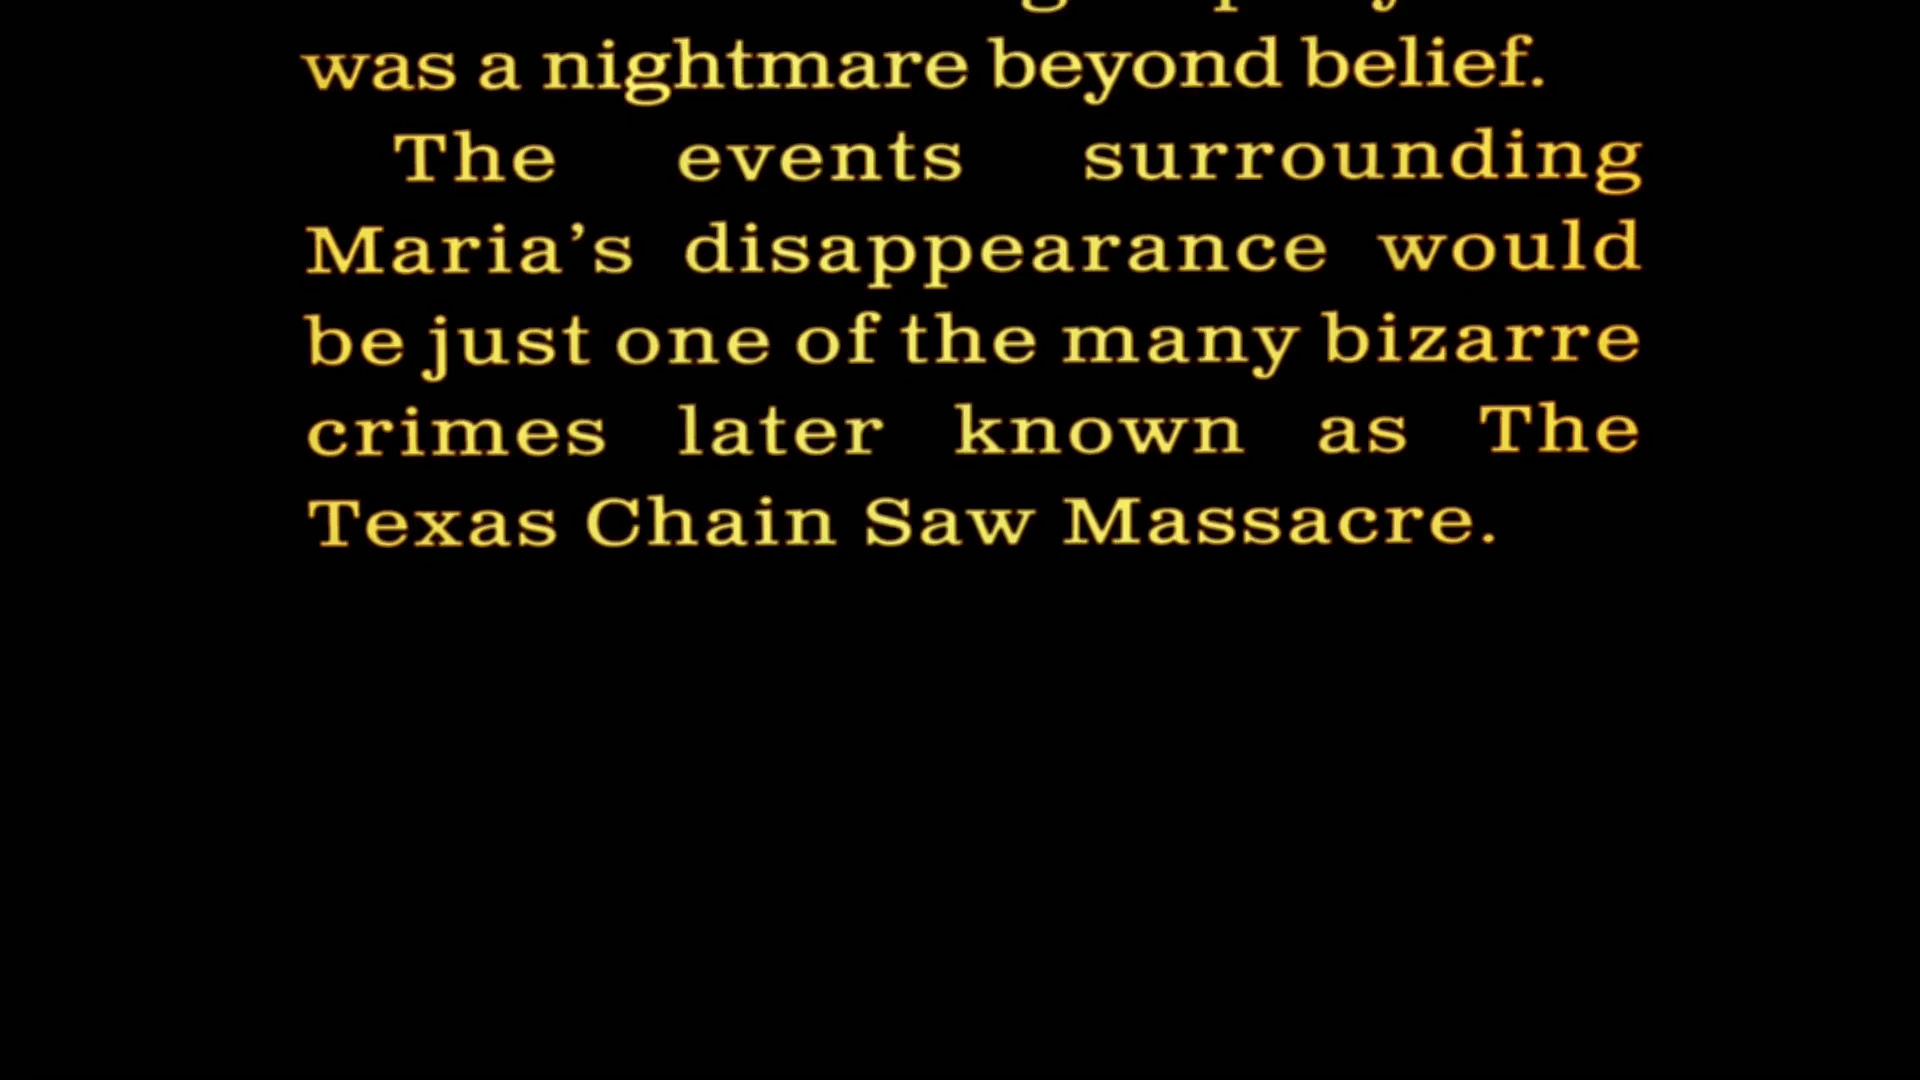 was a nightmare beyond belief.
The events surrounding
Maria’s disappearance would
be just one of the many bizarre
crimes later known as The
Texas Chain Saw Massacre.